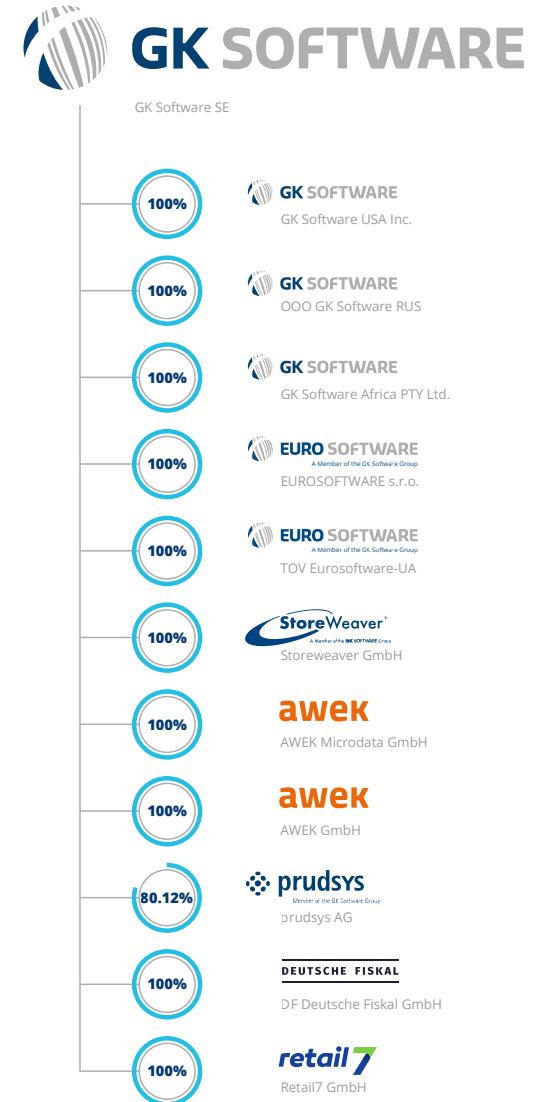 GK SOFTWARE
GK Software SE
100%
GK SOFTWARE
GK Software USA Inc.
100%
GK SOFTWARE
OOO GK Software RUS
100%
GK SOFTWARE
GK Software Africa PTY Ltd.
100%
EURO SOFTWARE
A Member of the GK Software Group
EUROSOFTWARE s.r.o.
100%
EURO SOFTWARE
A Member of the GK Software Group
TOV Eurosoftware-UA
100%
StoreWeaver™
A Member of the GK SOFTWARE Group
Storeweaver GmbH
100%
awek
AWEK Microdata GmbH
100%
awek
AWEK GmbH
80.12%
prudsys
Member of the GK Software Group
prudsys AG
100%
DEUTSCHE FISKAL
DF Deutsche Fiskal GmbH
100%
retail7
Retail7 GmbH